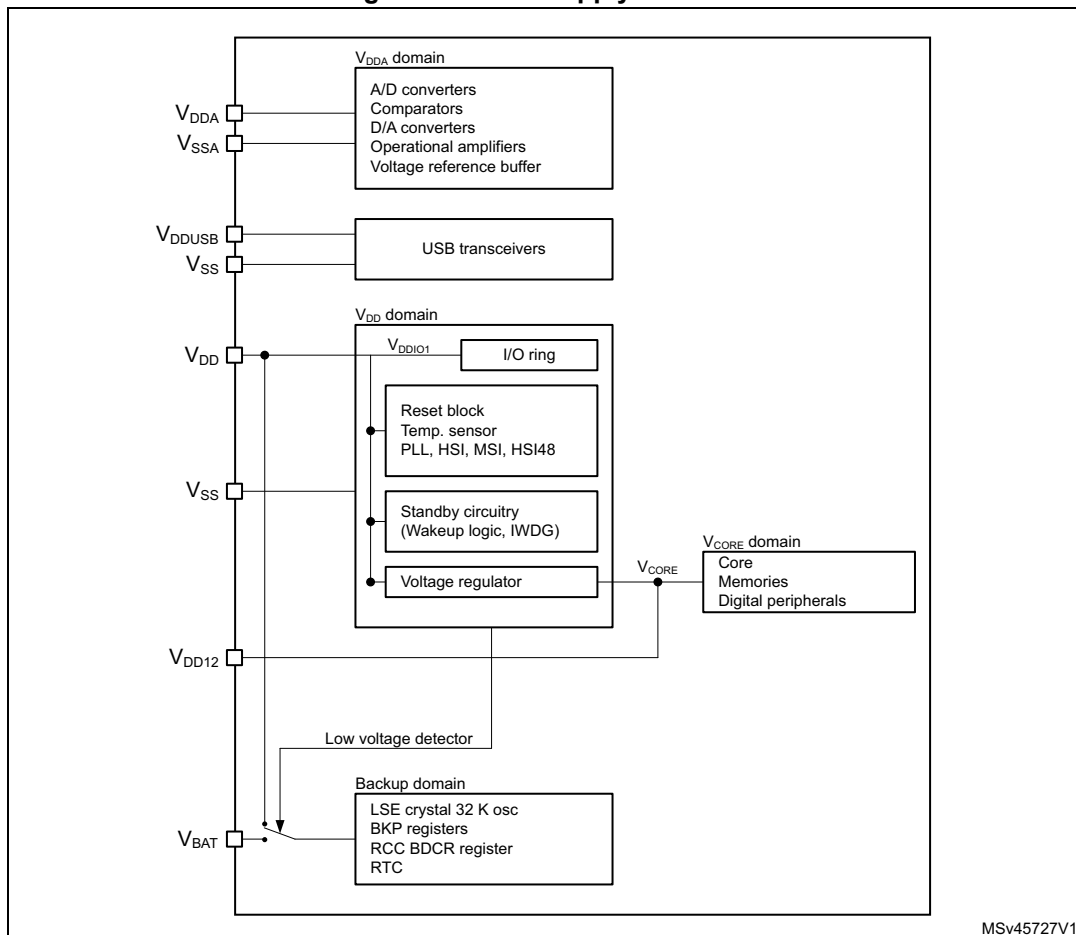 V_DDA domain
A/D converters
Comparators
D/A converters
Operational amplifiers
Voltage reference buffer
V_DDA
V_SSA
V_DDUSB
V_SS
USB transceivers
V_DD domain
V_DD
V_DDIO1
I/O ring
Reset block
Temp. sensor
PLL, HSI, MSI, HSI48
V_SS
Standby circuitry
(Wakeup logic, IWDG)
Voltage regulator
V_CORE
V_CORE domain
Core
Memories
Digital peripherals
V_DD12
Low voltage detector
Backup domain
LSE crystal 32 K osc
BKP registers
RCC BDCR register
RTC
V_BAT
MSv45727V1